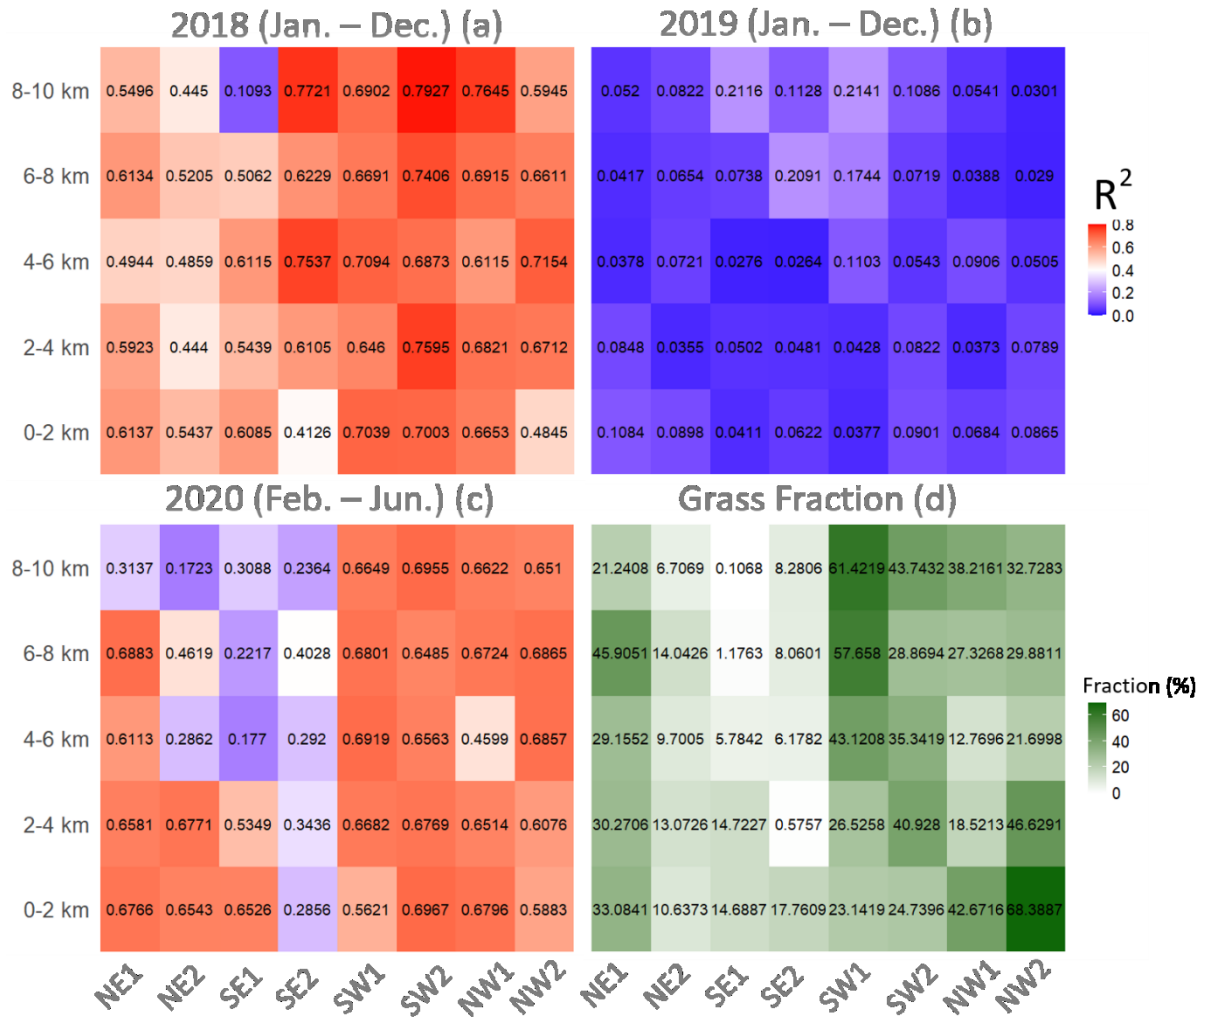 2018 (Jan. – Dec.) (a) 2019 (Jan. – Dec.) (b)
8-10 km 0.5496 0.445 0.1093 0.7721 0.6902 0.7927 0.7645 0.5945 0.052 0.0822 0.2116 0.1128 0.2141 0.1086 0.0541 0.0301
6-8 km 0.6134 0.5205 0.5062 0.6229 0.6691 0.7406 0.6915 0.6611 0.0417 0.0654 0.0738 0.2091 0.1744 0.0719 0.0388 0.029
4-6 km 0.4944 0.4859 0.6115 0.7537 0.7094 0.6873 0.6115 0.7154 0.0378 0.0721 0.0276 0.0264 0.1103 0.0543 0.0906 0.0505
2-4 km 0.5923 0.444 0.5439 0.6105 0.646 0.7595 0.6821 0.6712 0.0848 0.0355 0.0502 0.0481 0.0428 0.0822 0.0373 0.0789
0-2 km 0.6137 0.5437 0.6085 0.4126 0.7039 0.7003 0.6653 0.4845 0.1084 0.0898 0.0411 0.0622 0.0377 0.0901 0.0684 0.0865
R²
0.8
0.6
0.4
0.2
0.0
2020 (Feb. – Jun.) (c) Grass Fraction (d)
8-10 km 0.3137 0.1723 0.3088 0.2364 0.6649 0.6955 0.6622 0.651 21.2408 6.7069 0.1068 8.2806 61.4219 43.7432 38.2161 32.7283
6-8 km 0.6883 0.4619 0.2217 0.4028 0.6801 0.6485 0.6724 0.6865 45.9051 14.0426 1.1763 8.0601 57.658 28.8694 27.3268 29.8811
4-6 km 0.6113 0.2862 0.177 0.292 0.6919 0.6563 0.4599 0.6857 29.1552 9.7005 5.7842 6.1782 43.1208 35.3419 12.7696 21.6998
2-4 km 0.6581 0.6771 0.5349 0.3436 0.6682 0.6769 0.6514 0.6076 30.2706 13.0726 14.7227 0.5757 26.5258 40.928 18.5213 46.6291
0-2 km 0.6766 0.6543 0.6526 0.2856 0.5621 0.6967 0.6796 0.5883 33.0841 10.6373 14.6887 17.7609 23.1419 24.7396 42.6716 68.3887
Fraction (%)
60
40
20
0
NE1 NE2 SE1 SE2 SW1 SW2 NW1 NW2 NE1 NE2 SE1 SE2 SW1 SW2 NW1 NW2